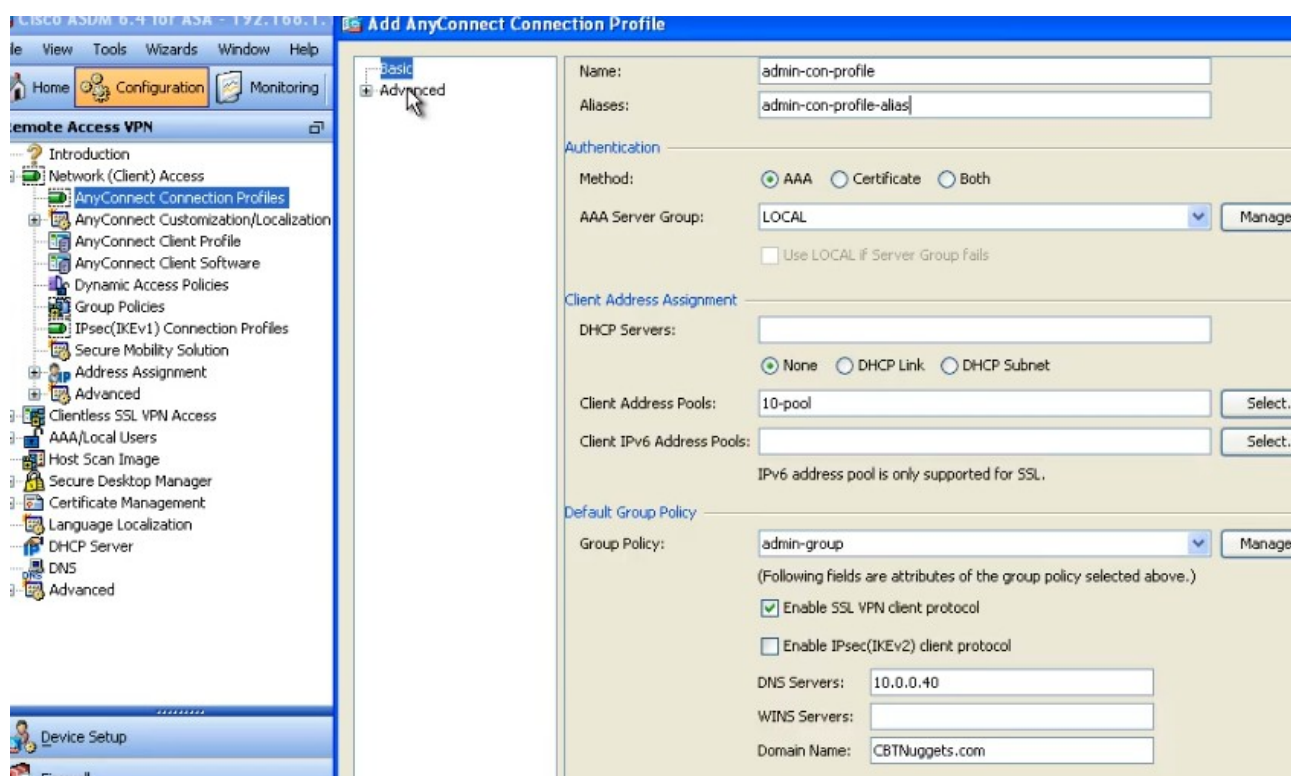 Cisco ASDM 6.4 for ASA - 192.168.1.
Add AnyConnect Connection Profile
View Tools Wizards Window Help
Home Configuration Monitoring
Remote Access VPN
Introduction
Network (Client) Access
AnyConnect Connection Profiles
AnyConnect Customization/Localization
AnyConnect Client Profile
AnyConnect Client Software
Dynamic Access Policies
Group Policies
IPsec(IKEv1) Connection Profiles
Secure Mobility Solution
Address Assignment
Advanced
Clientless SSL VPN Access
AAA/Local Users
Host Scan Image
Secure Desktop Manager
Certificate Management
Language Localization
DHCP Server
DNS
Advanced
Device Setup
Basic
Advanced
Name: admin-con-profile
Aliases: admin-con-profile-alias
Authentication
Method: AAA Certificate Both
AAA Server Group: LOCAL Manage
Use LOCAL if Server Group fails
Client Address Assignment
DHCP Servers:
None DHCP Link DHCP Subnet
Client Address Pools: 10-pool Select.
Client IPv6 Address Pools: Select.
IPv6 address pool is only supported for SSL.
Default Group Policy
Group Policy: admin-group Manage
(Following fields are attributes of the group policy selected above.)
Enable SSL VPN client protocol
Enable IPsec(IKEv2) client protocol
DNS Servers: 10.0.0.40
WINS Servers:
Domain Name: CBTNuggets.com